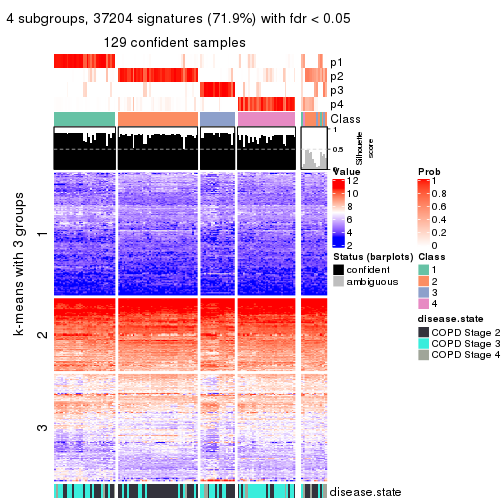 4 subgroups, 37204 signatures (71.9%) with fdr < 0.05
129 confident samples
p1
p2
p3
p4
Class
1
0.5
0
Silhouette
score
k-means with 3 groups
1
2
3
disease.state
Value
12
10
8
6
4
2
Prob
1
0.8
0.6
0.4
0.2
0
Status (barplots)
confident
ambiguous
Class
1
2
3
4
disease.state
COPD Stage 2
COPD Stage 3
COPD Stage 4